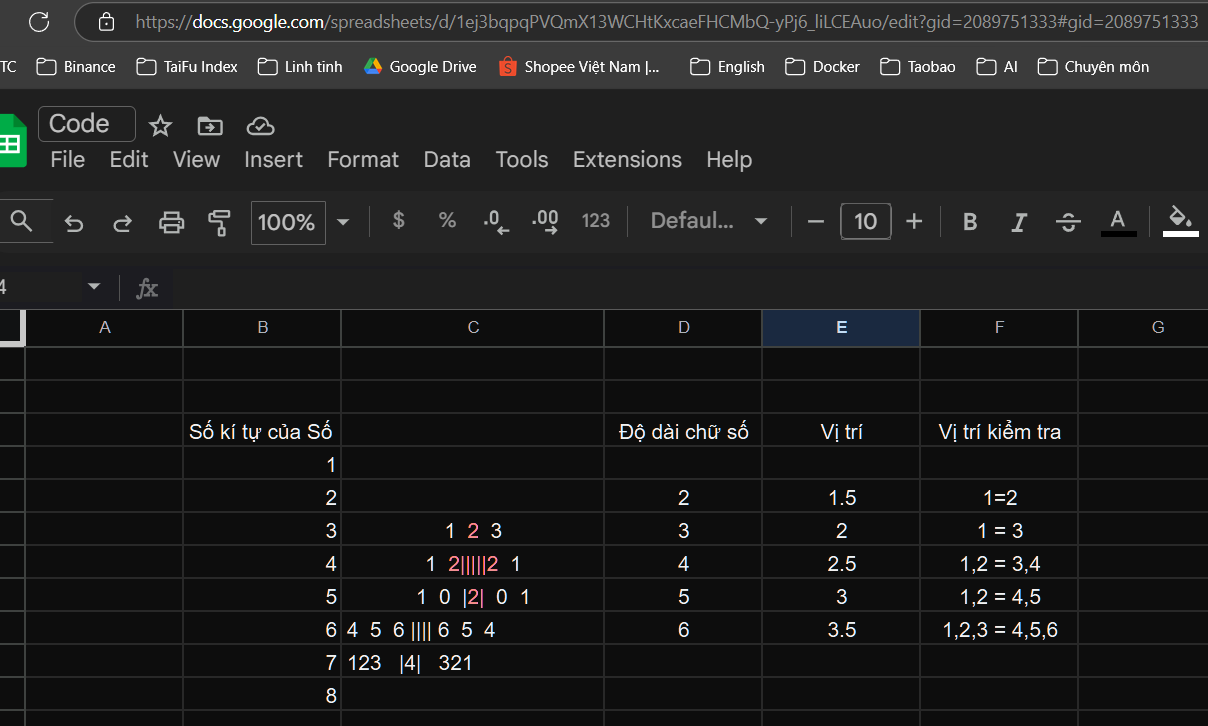 https://docs.google.com/spreadsheets/d/1ej3bqpqPVQmX13WCHtKxcaeFHCMbQ-yPj6_liLCEAuo/edit?gid=2089751333#gid=2089751333
TC Binance TaiFu Index Linh tinh Google Drive Shopee Việt Nam |... English Docker Taobao AI Chuyên môn
Code
File Edit View Insert Format Data Tools Extensions Help
100% $ % .0 .00 123 Defaul... − 10 + B I S A
4 fx
A B C D E F G
Số kí tự của Số Độ dài chữ số Vị trí Vị trí kiểm tra
1
2 2 1.5 1=2
3 1 2 3 3 2 1 = 3
4 1 2|||||2 1 4 2.5 1,2 = 3,4
5 1 0 |2| 0 1 5 3 1,2 = 4,5
6 4 5 6 |||| 6 5 4 6 3.5 1,2,3 = 4,5,6
7 123 |4| 321
8